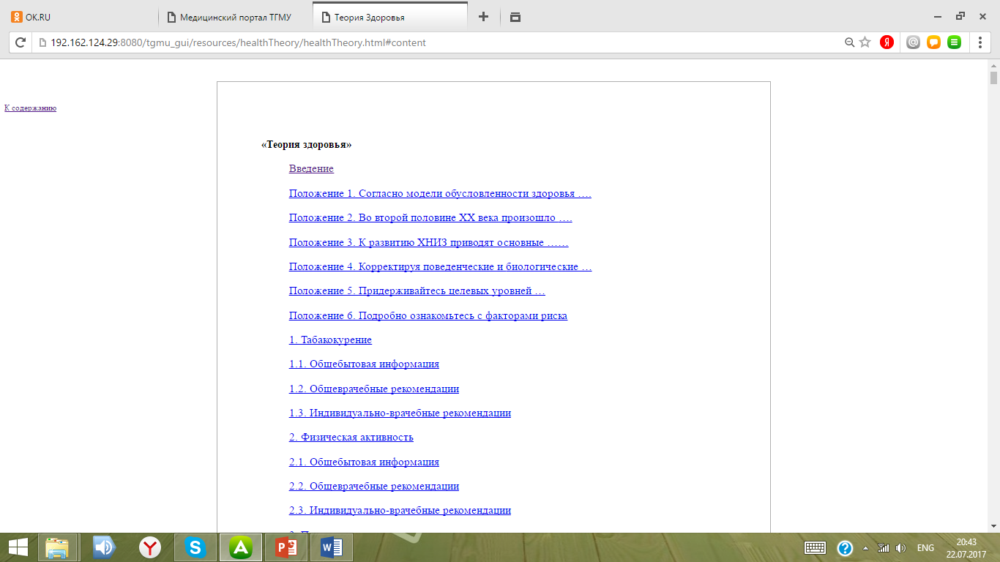 OK.RU
Медицинский портал ТГМУ
Теория Здоровья
192.162.124.29:8080/tgmu_gui/resources/healthTheory/healthTheory.html#content
К содержанию
«Теория здоровья»
Введение
Положение 1. Согласно модели обусловленности здоровья ….
Положение 2. Во второй половине XX века произошло ….
Положение 3. К развитию ХНИЗ приводят основные ……
Положение 4. Корректируя поведенческие и биологические …
Положение 5. Придерживайтесь целевых уровней …
Положение 6. Подробно ознакомьтесь с факторами риска
1. Табакокурение
1.1. Общебытовая информация
1.2. Общеврачебные рекомендации
1.3. Индивидуально-врачебные рекомендации
2. Физическая активность
2.1. Общебытовая информация
2.2. Общеврачебные рекомендации
2.3. Индивидуально-врачебные рекомендации
ENG
20:43
22.07.2017